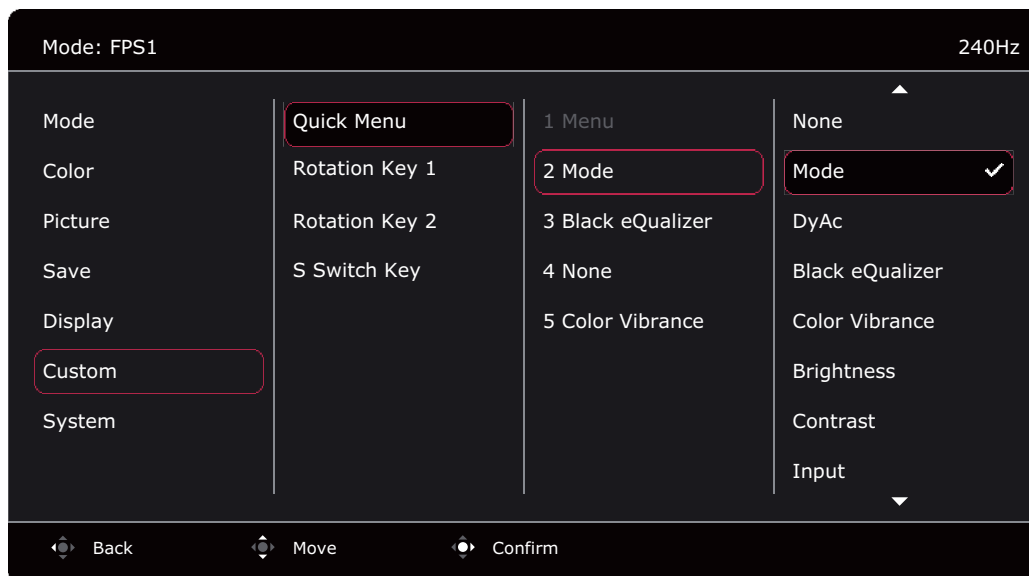 Mode: FPS1
240Hz
Mode
Color
Picture
Save
Display
Custom
System
Quick Menu
Rotation Key 1
Rotation Key 2
S Switch Key
1 Menu
2 Mode
3 Black eQualizer
4 None
5 Color Vibrance
None
Mode
DyAc
Black eQualizer
Color Vibrance
Brightness
Contrast
Input
Back
Move
Confirm